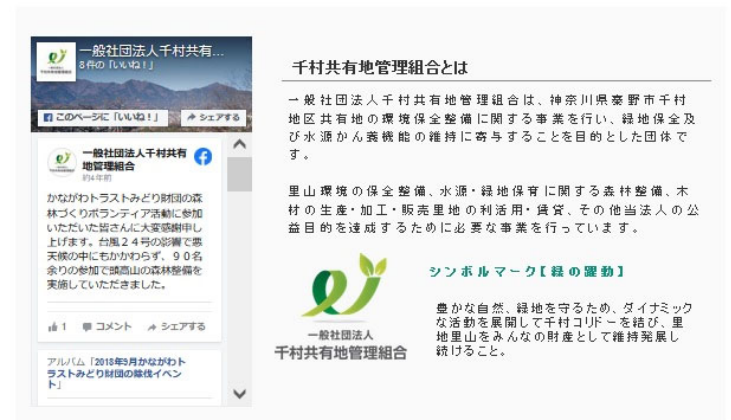 一般社団法人千村共有...
8件の「いいね！」
このページに「いいね！」
シェアする
一般社団法人千村共有
地管理組合
約4年前
かながわトラストみどり財団の森
林づくりボランティア活動に参加
いただいた皆さんに大変感謝申し
上げます。台風２４号の影響で悪
天候の中にもかかわらず、９０名
余りの参加で頭高山の森林整備を
実施していただきました。
1
コメント
シェアする
アルバム「2018年9月かながわト
ラストみどり財団の除伐イベン
ト」
千村共有地管理組合とは
一般社団法人千村共有地管理組合は、神奈川県秦野市千村
地区共有地の環境保全整備に関する事業を行い、緑地保全及
び水源かん養機能の維持に寄与することを目的とした団体で
す。
里山環境の保全整備、水源・緑地保育に関する森林整備、木
材の生産・加工・販売里地の利活用・賃貸、その他当法人の公
益目的を達成するために必要な事業を行っています。
一般社団法人
千村共有地管理組合
シンボルマーク【緑の躍動】
豊かな自然、緑地を守るため、ダイナミック
な活動を展開して千村コリドーを結び、里
地里山をみんなの財産として維持発展し
続けること。